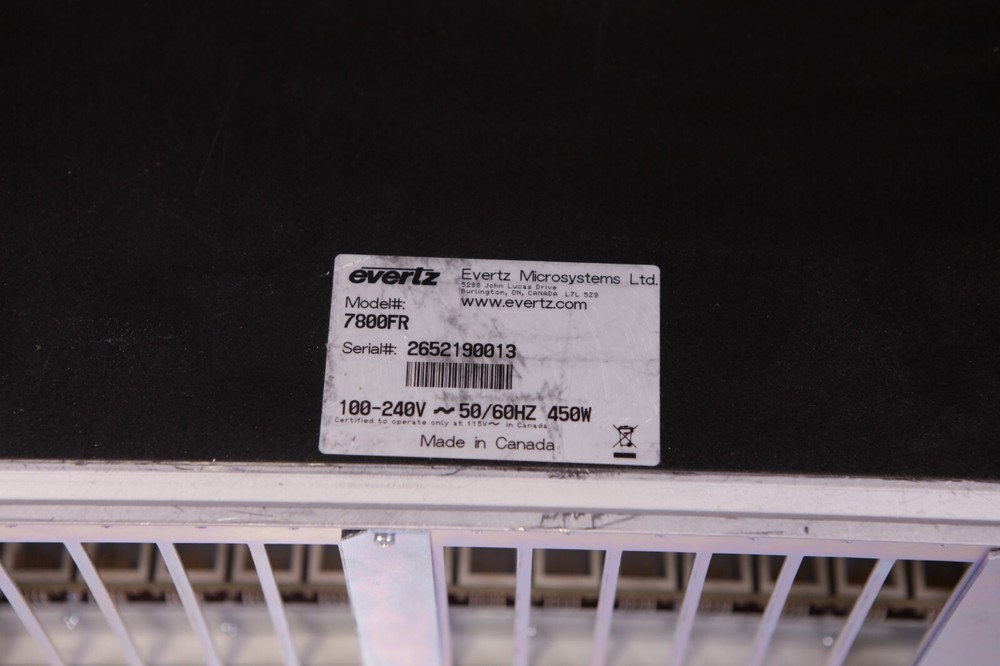 evertz
Evertz Microsystems Ltd.
5288 John Lucas Drive
Burlington, ON, CANADA L7L 5Z9
www.evertz.com
Model#:
7800FR
Serial#: 2652190013
100-240V ~ 50/60HZ 450W
Certified to operate only at 115V~ in Canada
Made in Canada